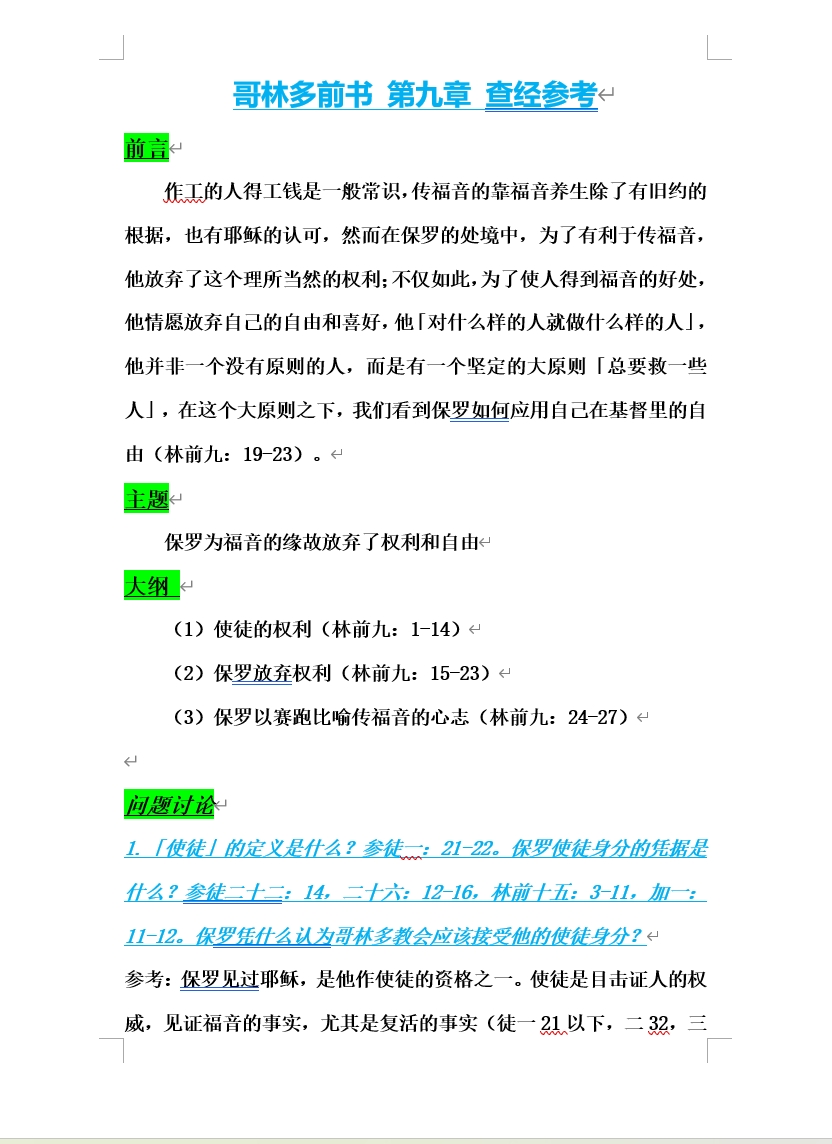 哥林多前书 第九章 查经参考
前言
作工的人得工钱是一般常识，传福音的靠福音养生除了有旧约的
根据，也有耶稣的认可，然而在保罗的处境中，为了有利于传福音，
他放弃了这个理所当然的权利；不仅如此，为了使人得到福音的好处，
他情愿放弃自己的自由和喜好，他「对什么样的人就做什么样的人」，
他并非一个没有原则的人，而是有一个坚定的大原则「总要救一些
人」，在这个大原则之下，我们看到保罗如何应用自己在基督里的自
由（林前九：19-23）。
主题
保罗为福音的缘故放弃了权利和自由
大纲
（1）使徒的权利（林前九：1-14）
（2）保罗放弃权利（林前九：15-23）
（3）保罗以赛跑比喻传福音的心志（林前九：24-27）
问题讨论
1.「使徒」的定义是什么？参徒一：21-22。保罗使徒身分的凭据是
什么？参徒二十二：14，二十六：12-16，林前十五：3-11，加一：
11-12。保罗凭什么认为哥林多教会应该接受他的使徒身分？
参考：保罗见过耶稣，是他作使徒的资格之一。使徒是目击证人的权
威，见证福音的事实，尤其是复活的事实（徒一21以下，二32，三